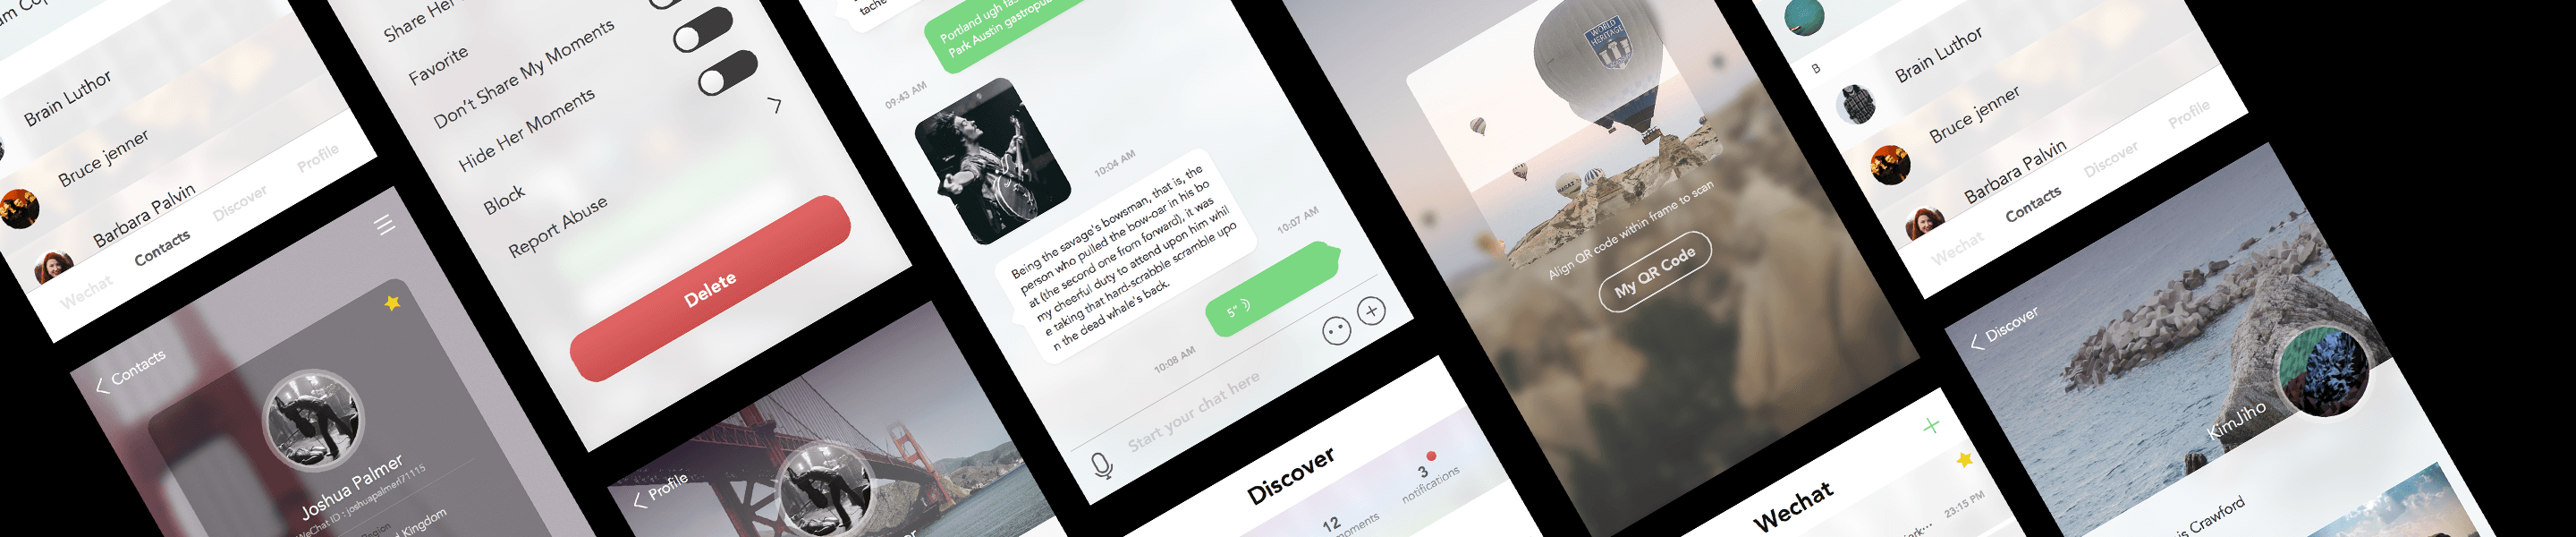 Brain Luthor
Bruce jenner
Barbara Palvin
Wechat
Contacts
Discover
Profile
Contacts
Joshua Palmer
WeChat ID : joshuapalmer17115
Region
Kingdom
Share Her
Favorite
Don't Share My Moments
Hide Her Moments
Block
Report Abuse
Delete
Profile
Portland ugh
Park Austin
09:43 AM
10:04 AM
Being the savage's bowsman, that is, the
person who pulled the bow-oar in his bo
at (the second one from forward), it was
my cheerful duty to attend upon him whil
e taking that hard-scrabble scramble upo
n the dead whale's back.
10:07 AM
5"
10:08 AM
Start your chat here
Discover
12
3
notifications
WORLD
HERITAGE
Align QR code within frame to scan
My QR Code
Wechat
23:15 PM
B
Brain Luthor
Bruce jenner
Barbara Palvin
Wechat
Contacts
Discover
Profile
Discover
KimJiho
Crawford